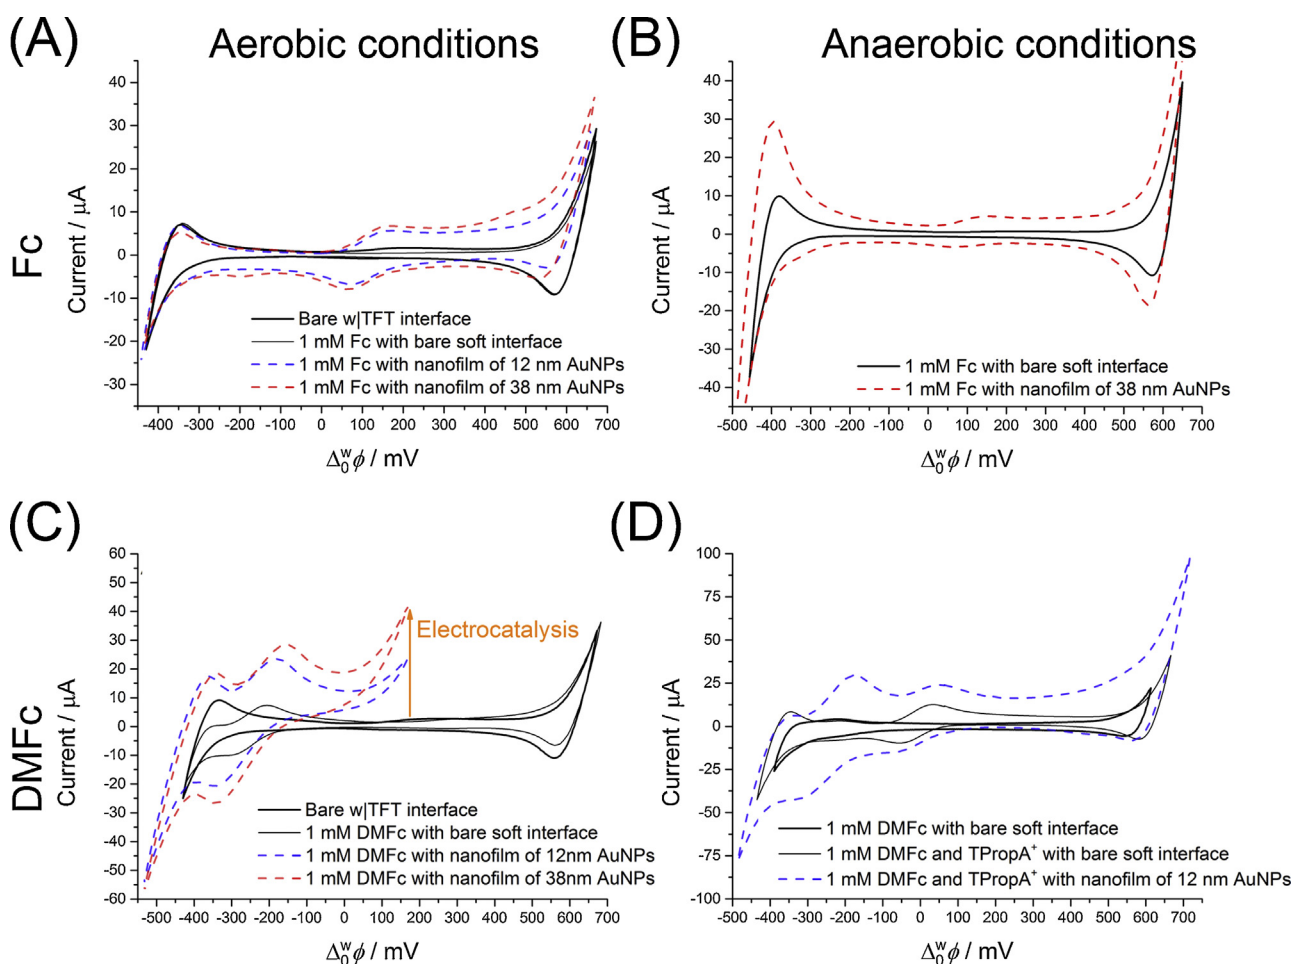 (A) Aerobic conditions
(B) Anaerobic conditions
Fc
Current / μA
40
30
20
10
0
-10
-20
-30
-400 -300 -200 -100 0 100 200 300 400 500 600 700
Δ₀ʷϕ / mV
Bare w|TFT interface
1 mM Fc with bare soft interface
1 mM Fc with nanofilm of 12 nm AuNPs
1 mM Fc with nanofilm of 38 nm AuNPs
Current / μA
40
30
20
10
0
-10
-20
-30
-40
-500 -400 -300 -200 -100 0 100 200 300 400 500 600 700
Δ₀ʷϕ / mV
1 mM Fc with bare soft interface
1 mM Fc with nanofilm of 38 nm AuNPs
(C)
(D)
DMFc
Current / μA
60
50
40
30
20
10
0
-10
-20
-30
-40
-50
-60
-500 -400 -300 -200 -100 0 100 200 300 400 500 600 700
Δ₀ʷϕ / mV
Electrocatalysis
Bare w|TFT interface
1 mM DMFc with bare soft interface
1 mM DMFc with nanofilm of 12nm AuNPs
1 mM DMFc with nanofilm of 38nm AuNPs
Current / μA
100
75
50
25
0
-25
-50
-75
-100
-500 -400 -300 -200 -100 0 100 200 300 400 500 600 700
Δ₀ʷϕ / mV
1 mM DMFc with bare soft interface
1 mM DMFc and TPropA⁺ with bare soft interface
1 mM DMFc and TPropA⁺ with nanofilm of 12 nm AuNPs